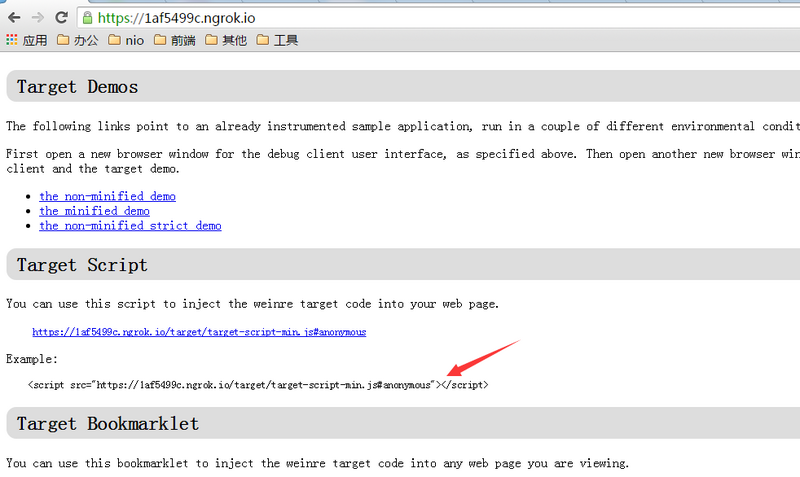 https://1af5499c.ngrok.io
应用 办公 nio 前端 其他 工具
Target Demos
The following links point to an already instrumented sample application, run in a couple of different environmental condit
First open a new browser window for the debug client user interface, as specified above. Then open another new browser win
client and the target demo.
the non-minified demo
the minified demo
the non-minified strict demo
Target Script
You can use this script to inject the weinre target code into your web page.
https://1af5499c.ngrok.io/target/target-script-min.js#anonymous
Example:
<script src="https://1af5499c.ngrok.io/target/target-script-min.js#anonymous"></script>
Target Bookmarklet
You can use this bookmarklet to inject the weinre target code into any web page you are viewing.